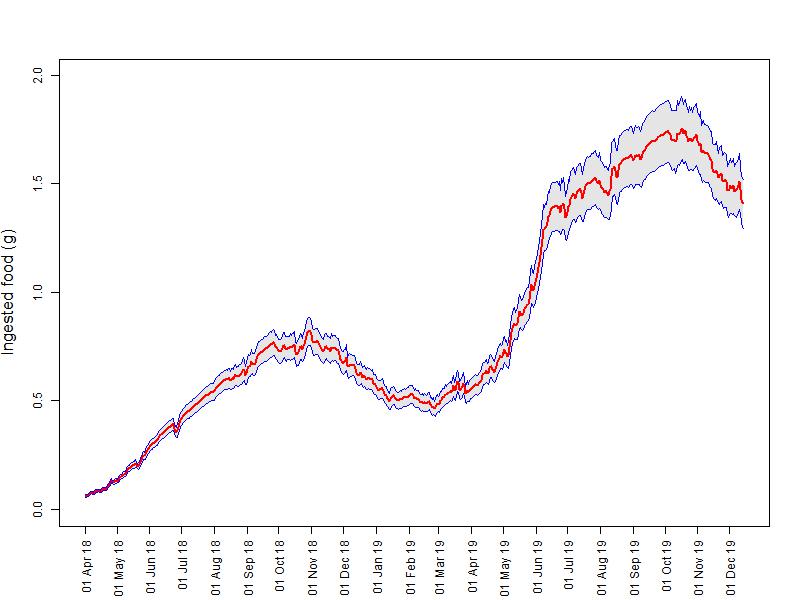 Ingested food (g)
2.0
1.5
1.0
0.5
0.0
01 Apr 18
01 May 18
01 Jun 18
01 Jul 18
01 Aug 18
01 Sep 18
01 Oct 18
01 Nov 18
01 Dec 18
01 Jan 19
01 Feb 19
01 Mar 19
01 Apr 19
01 May 19
01 Jun 19
01 Jul 19
01 Aug 19
01 Sep 19
01 Oct 19
01 Nov 19
01 Dec 19